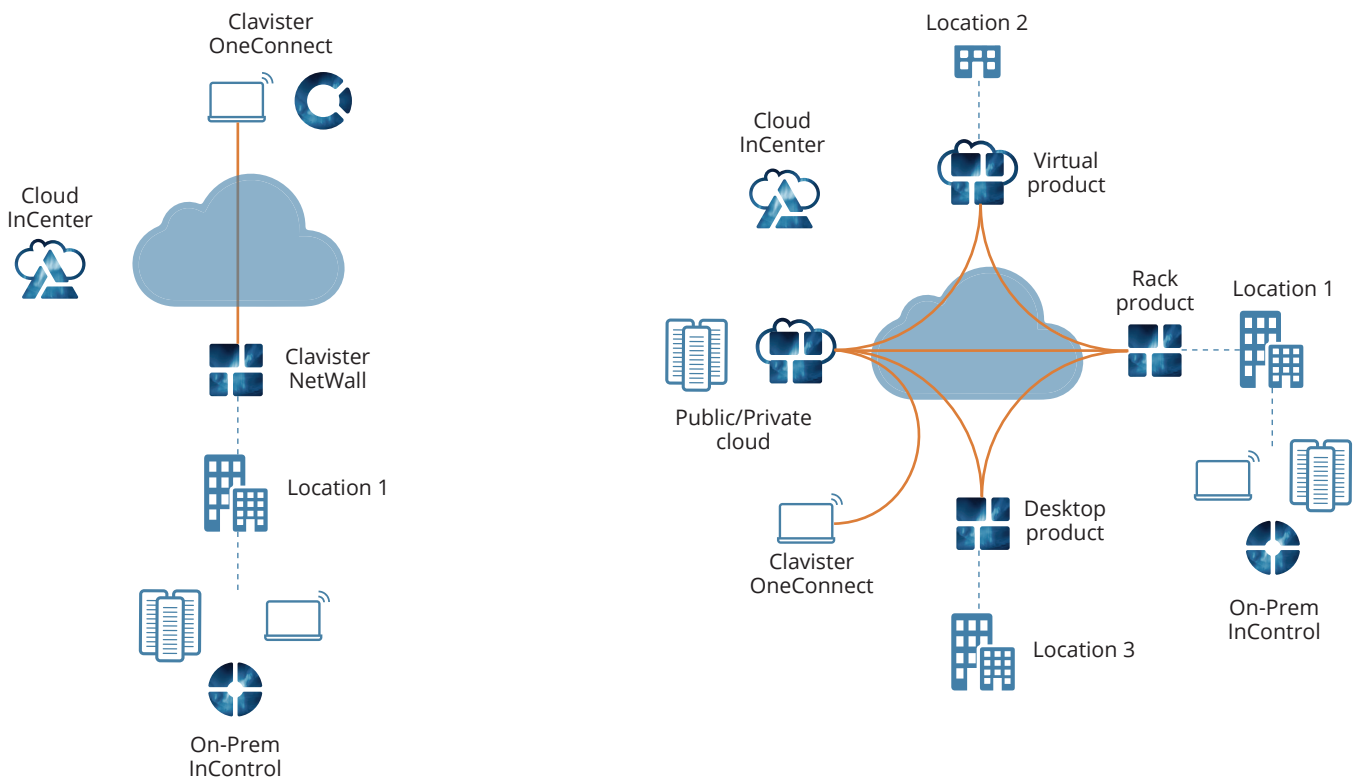 Clavister
OneConnect
Cloud
InCenter
Clavister
NetWall
Location 1
On-Prem
InControl
Location 2
Cloud
InCenter
Virtual
product
Rack
product
Location 1
Public/Private
cloud
Desktop
product
Clavister
OneConnect
On-Prem
InControl
Location 3